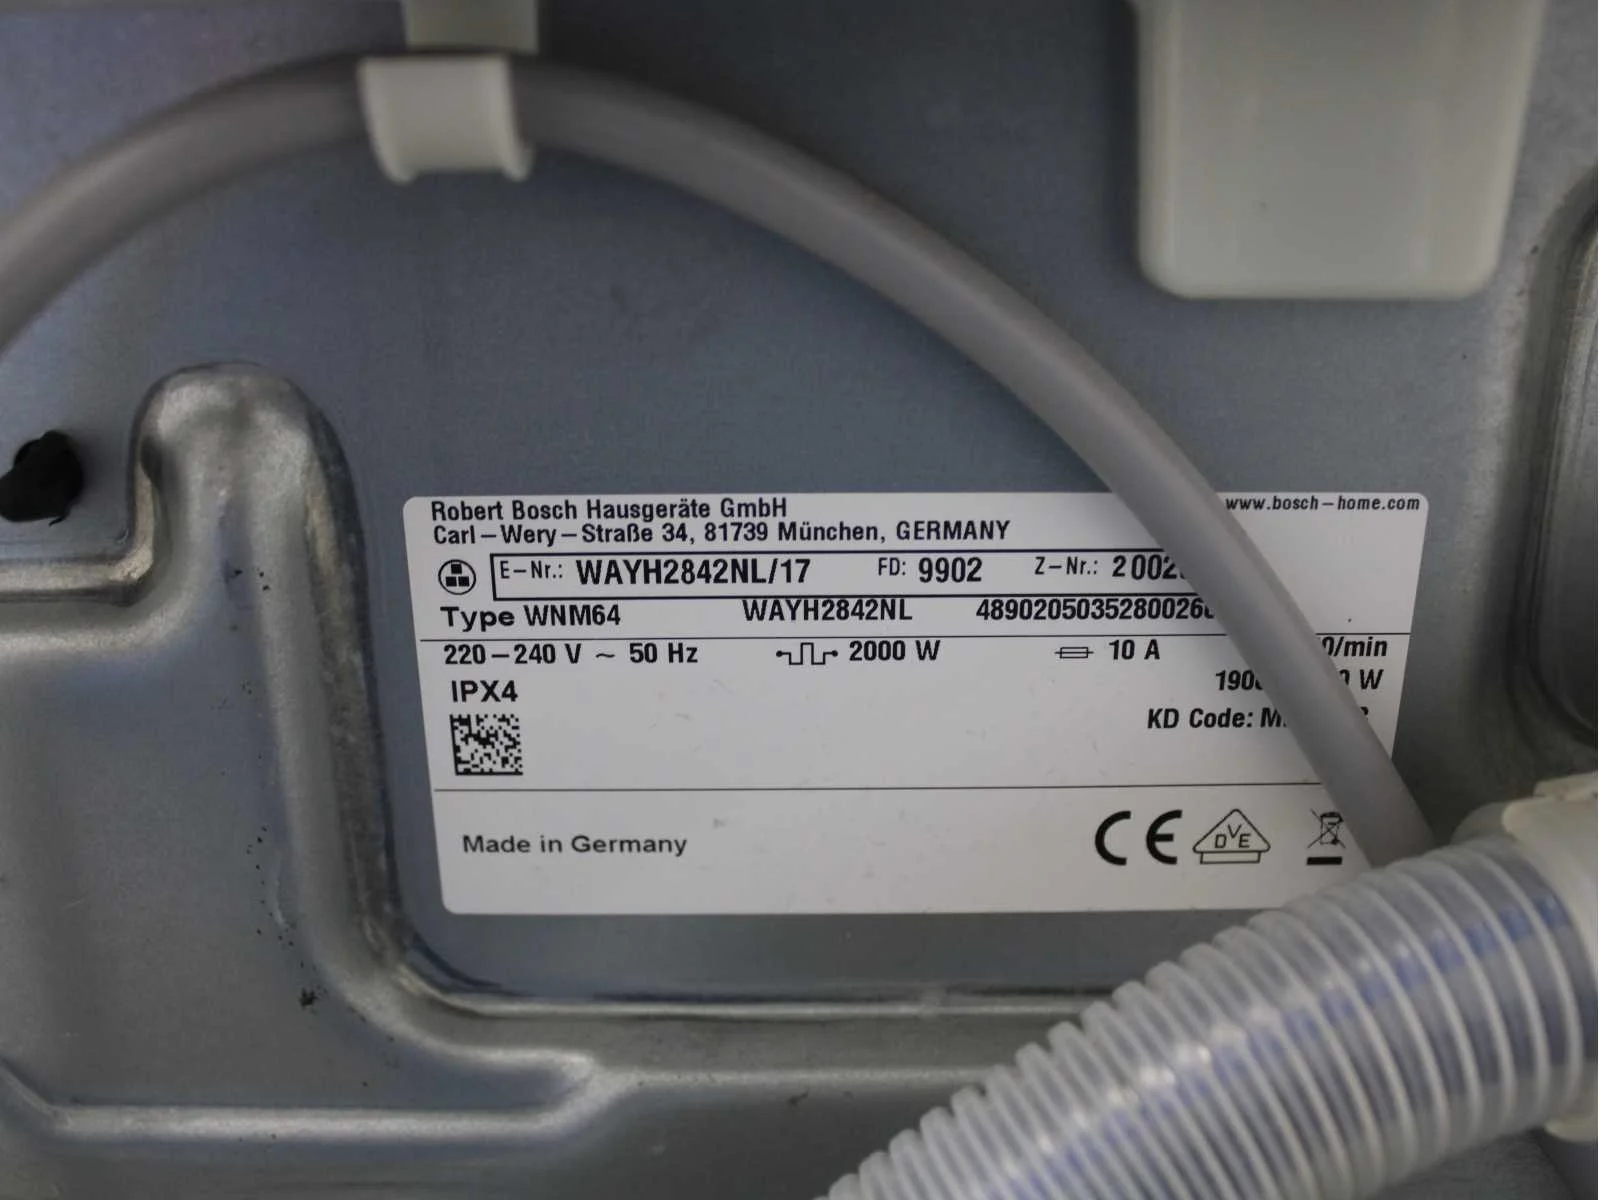 Robert Bosch Hausgeräte GmbH www.bosch-home.com
Carl-Wery-Straße 34, 81739 München, GERMANY
E-Nr.: WAYH2842NL/17 FD: 9902 Z-Nr.:
Type WNM64 WAYH2842NL
220-240 V ~ 50 Hz 2000 W 10 A
IPX4 W
KD Code:
Made in Germany CE DVE